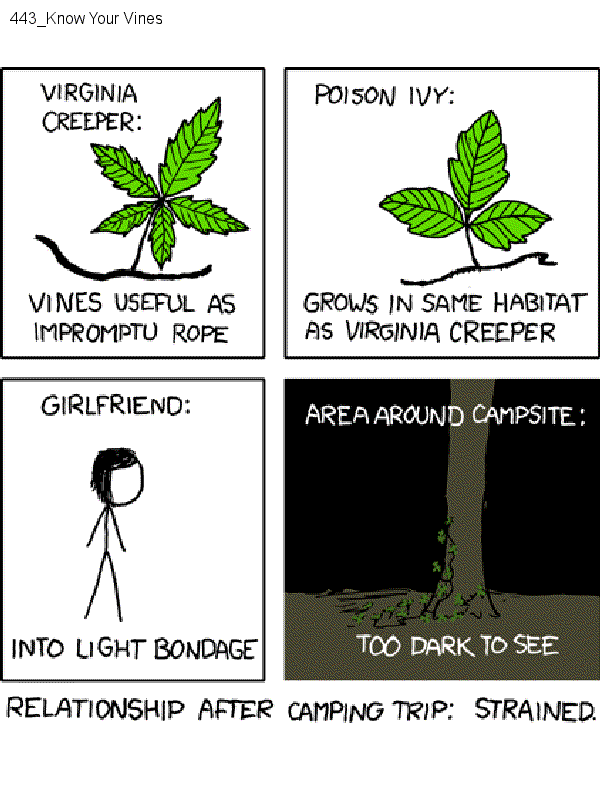 443_Know Your Vines
VIRGINIA
CREEPER:
VINES USEFUL AS
IMPROMPTU ROPE
POISON IVY:
GROWS IN SAME HABITAT
AS VIRGINIA CREEPER
GIRLFRIEND:
INTO LIGHT BONDAGE
AREA AROUND CAMPSITE:
TOO DARK TO SEE
RELATIONSHIP AFTER CAMPING TRIP: STRAINED.